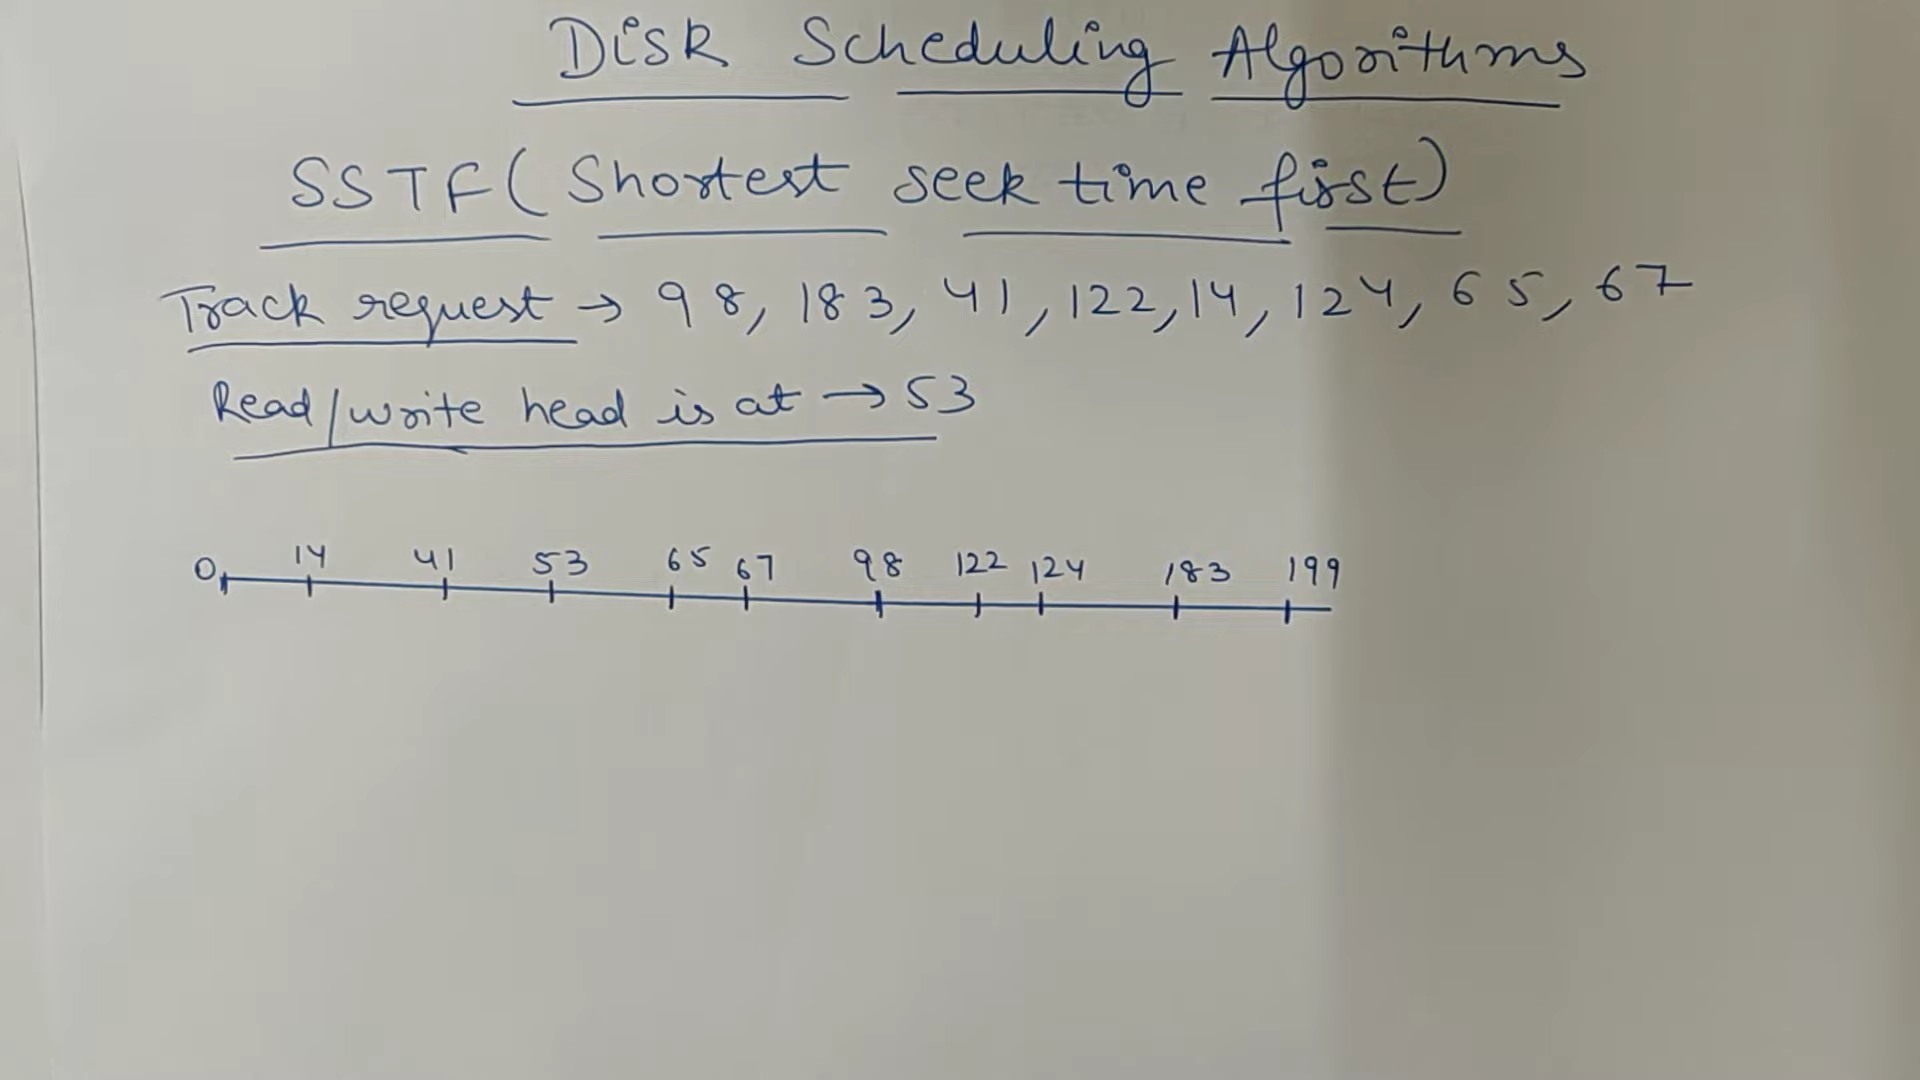 Disk Scheduling Algorithms
SSTF (Shortest seek time first)
Track request → 98, 183, 41, 122, 14, 124, 65, 67
Read/write head is at → 53
0 14 41 53 65 67 98 122 124 183 199